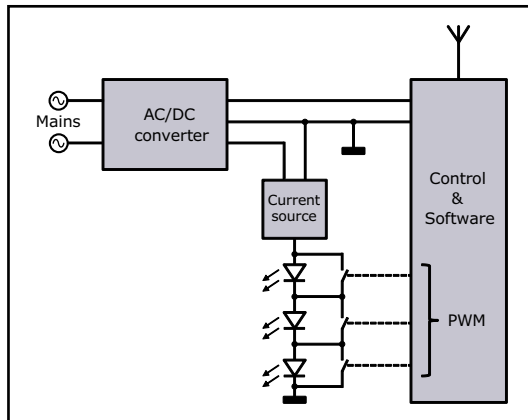 Mains
AC/DC
converter
Current
source
Control
&
Software
PWM